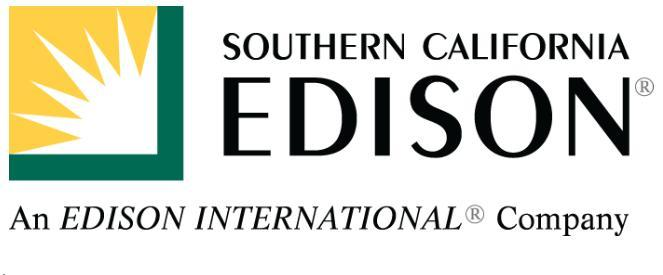 SOUTHERN CALIFORNIA
EDISON®
An EDISON INTERNATIONAL® Company